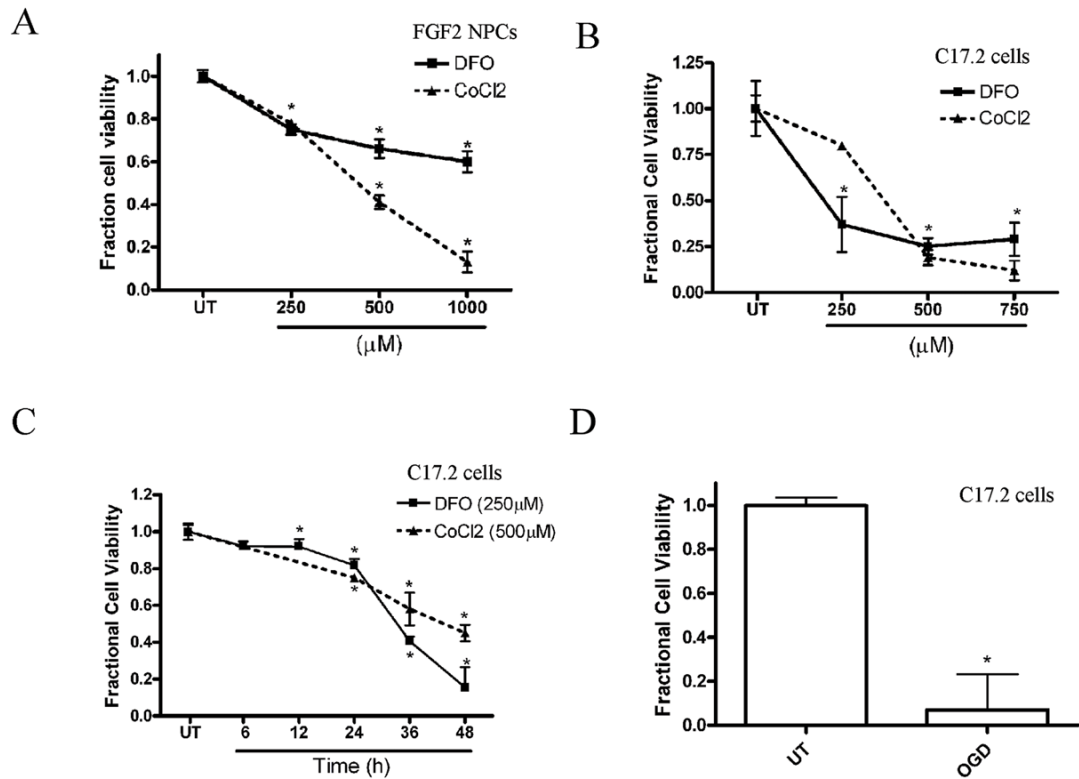 A
FGF2 NPCs
DFO
CoCl2
Fraction cell viability
1.0
0.8
0.6
0.4
0.2
0.0
UT
250
500
1000
(μM)
B
C17.2 cells
DFO
CoCl2
Fractional Cell Viability
1.25
1.00
0.75
0.50
0.25
0.00
UT
250
500
750
(μM)
C
C17.2 cells
DFO (250μM)
CoCl2 (500μM)
Fractional Cell Viability
1.2
1.0
0.8
0.6
0.4
0.2
0.0
UT
6
12
24
36
48
Time (h)
D
C17.2 cells
Fractional Cell Viability
1.0
0.8
0.6
0.4
0.2
0.0
UT
OGD